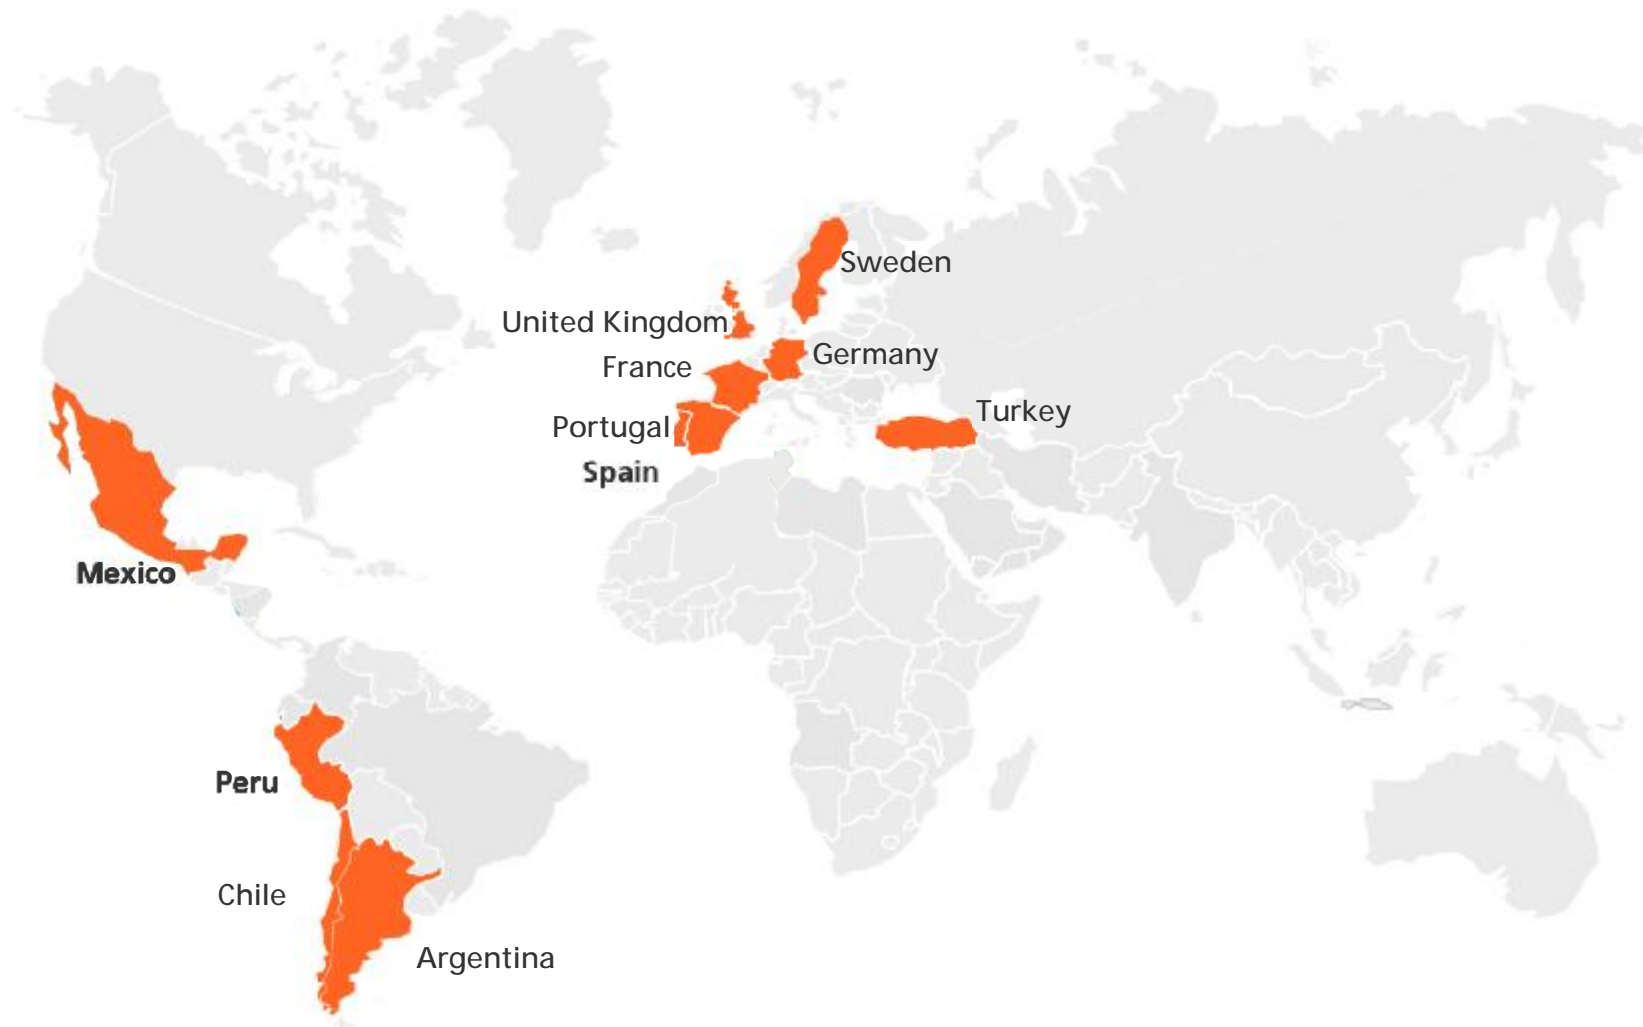 Sweden
United Kingdom
Germany
France
Turkey
Portugal
Spain
Mexico
Peru
Chile
Argentina